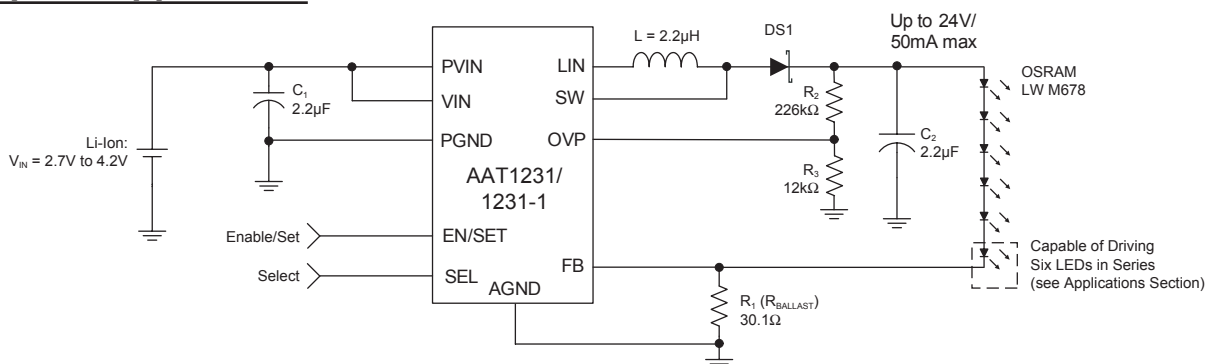 L = 2.2µH
DS1
Up to 24V/
50mA max
PVIN
LIN
OSRAM
LW M678
C₁
2.2µF
VIN
SW
R₂
226kΩ
Li-Ion:
V_IN = 2.7V to 4.2V
PGND
OVP
C₂
2.2µF
AAT1231/
1231-1
R₃
12kΩ
Enable/Set
EN/SET
Select
SEL
FB
AGND
Capable of Driving
Six LEDs in Series
(see Applications Section)
R₁ (R_BALLAST)
30.1Ω